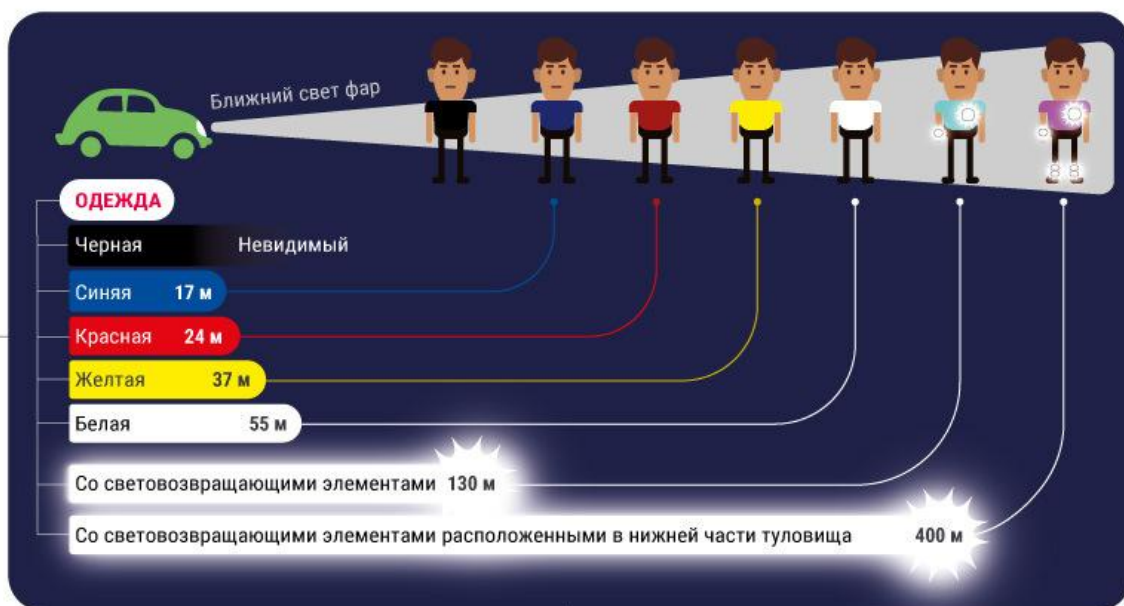 Ближний свет фар
ОДЕЖДА
Черная Невидимый
Синяя 17 м
Красная 24 м
Желтая 37 м
Белая 55 м
Со световозвращающими элементами 130 м
Со световозвращающими элементами расположенными в нижней части туловища 400 м